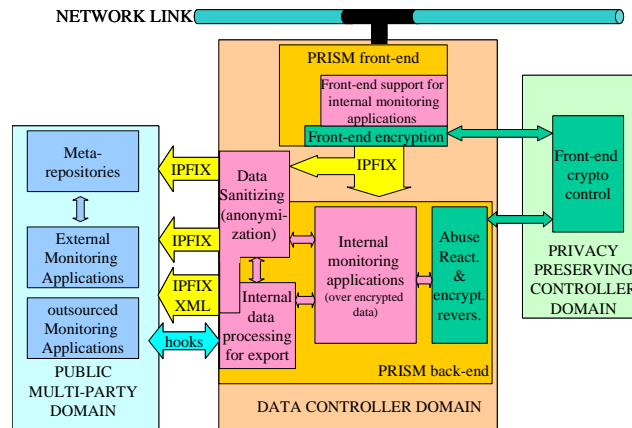 NETWORK LINK
PRISM front-end
Front-end support for
internal monitoring
applications
Front-end encryption
IPFIX
Meta-
repositories
External
Monitoring
Applications
outsourced
Monitoring
Applications
PUBLIC
MULTI-PARTY
DOMAIN
IPFIX
IPFIX
IPFIX
XML
hooks
Data
Sanitizing
(anonymi-
zation)
Internal
data
processing
for export
Internal
monitoring
applications
(over encrypted
data)
Abuse
React.
&
encrypt.
revers.
PRISM back-end
DATA CONTROLLER DOMAIN
Front-end
crypto
control
PRIVACY
PRESERVING
CONTROLLER
DOMAIN